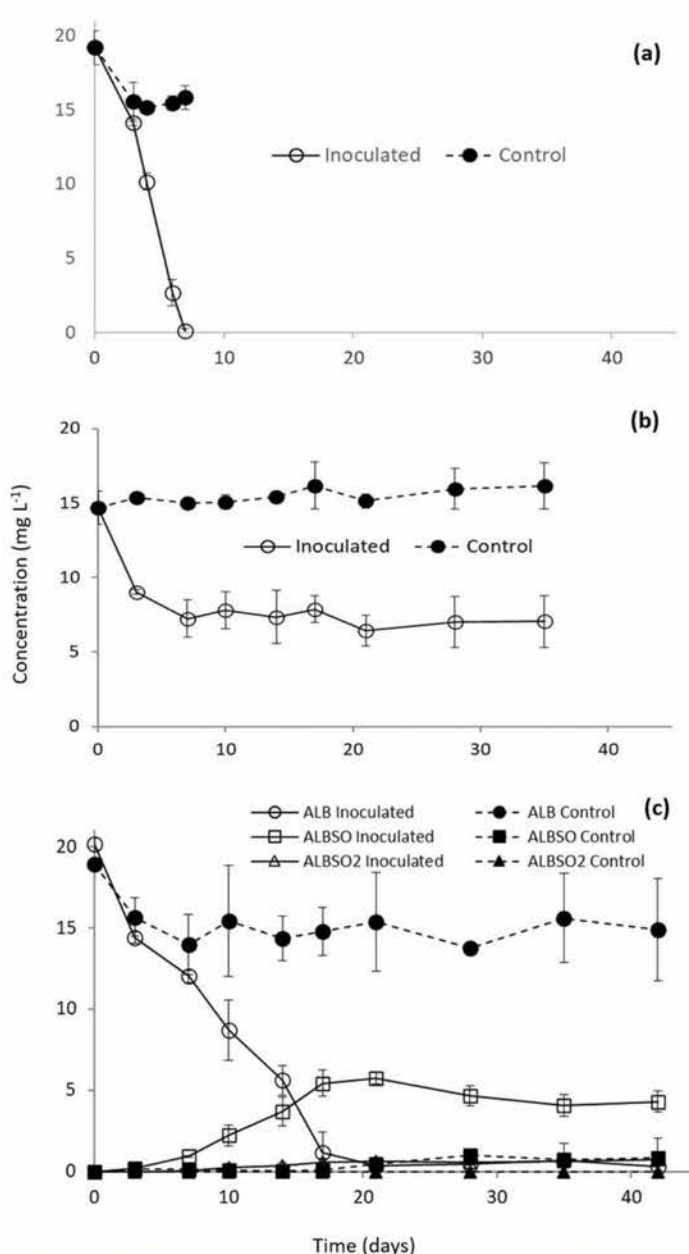 (a)
20
15
10
5
0
Inoculated Control
0 10 20 30 40
(b)
20
15
10
5
0
Inoculated Control
0 10 20 30 40
Concentration (mg L⁻¹)
(c)
ALB Inoculated ALB Control
ALBSO Inoculated ALBSO Control
ALBSO2 Inoculated ALBSO2 Control
20
15
10
5
0
0 10 20 30 40
Time (days)